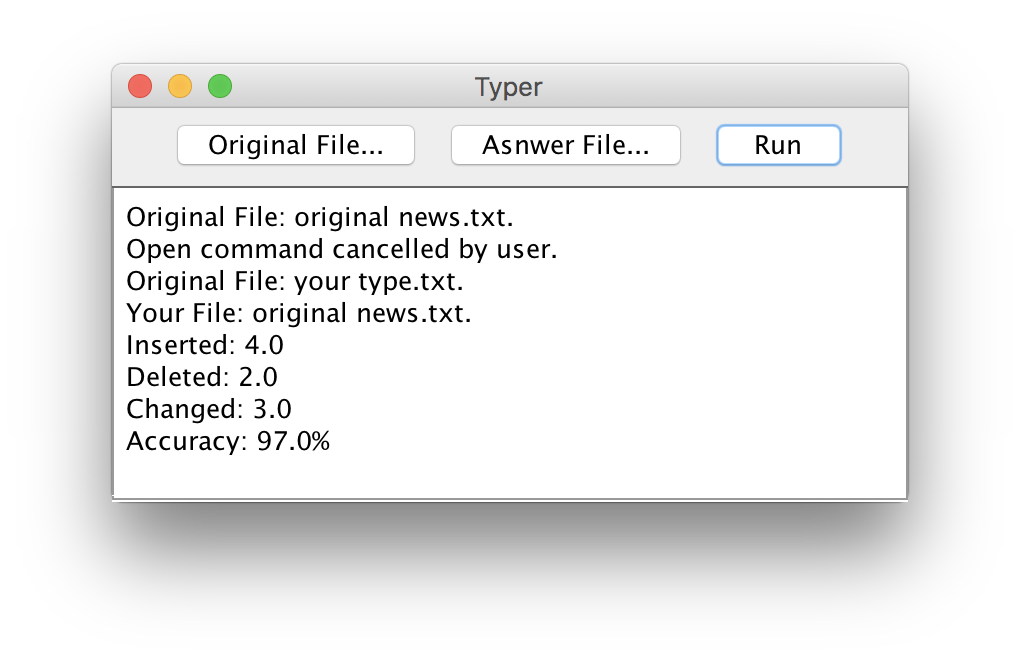 Typer
Original File... Asnwer File... Run
Original File: original news.txt.
Open command cancelled by user.
Original File: your type.txt.
Your File: original news.txt.
Inserted: 4.0
Deleted: 2.0
Changed: 3.0
Accuracy: 97.0%